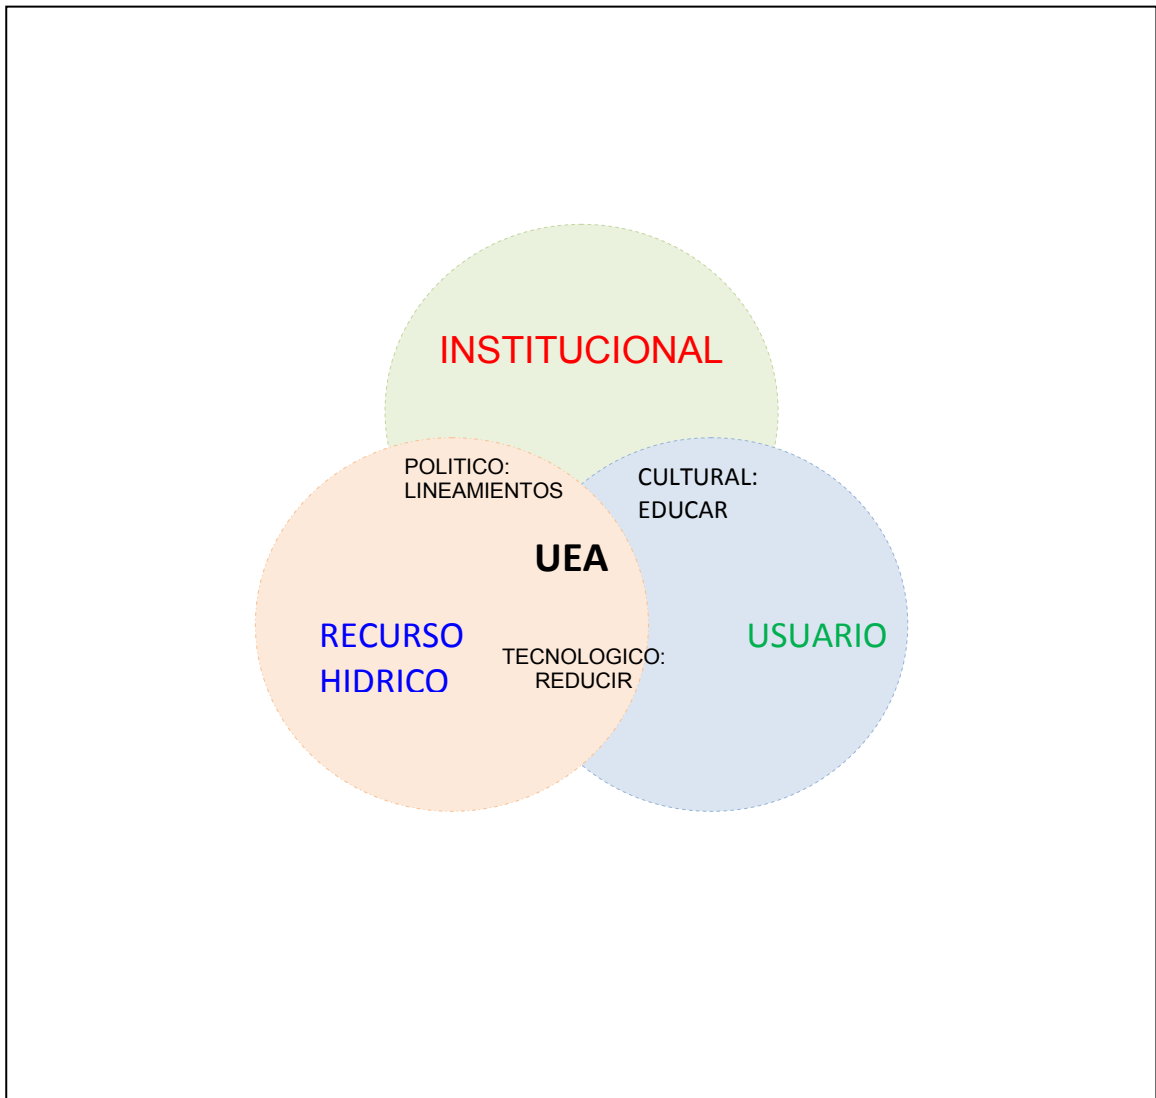 INSTITUCIONAL
POLITICO:
LINEAMIENTOS
CULTURAL:
EDUCAR
UEA
RECURSO
HIDRICO
USUARIO
TECNOLOGICO:
REDUCIR